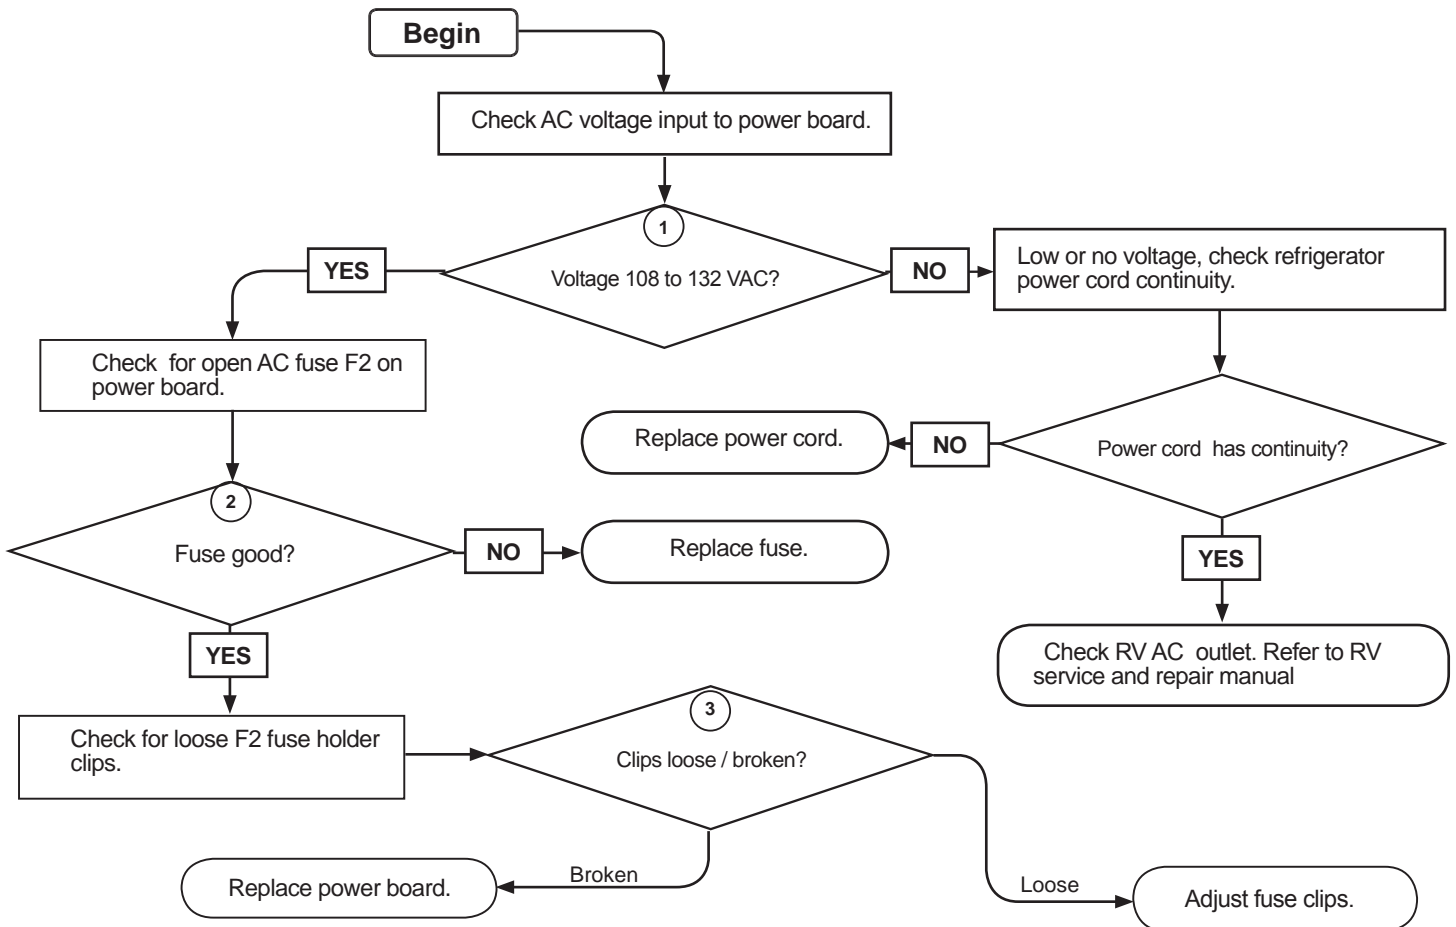 Begin
Check AC voltage input to power board.
1
Voltage 108 to 132 VAC?
YES
NO
Low or no voltage, check refrigerator
power cord continuity.
Check for open AC fuse F2 on
power board.
Replace power cord.
NO
Power cord has continuity?
2
Fuse good?
NO
Replace fuse.
YES
YES
Check RV AC outlet. Refer to RV
service and repair manual
Check for loose F2 fuse holder
clips.
3
Clips loose / broken?
Broken
Replace power board.
Loose
Adjust fuse clips.